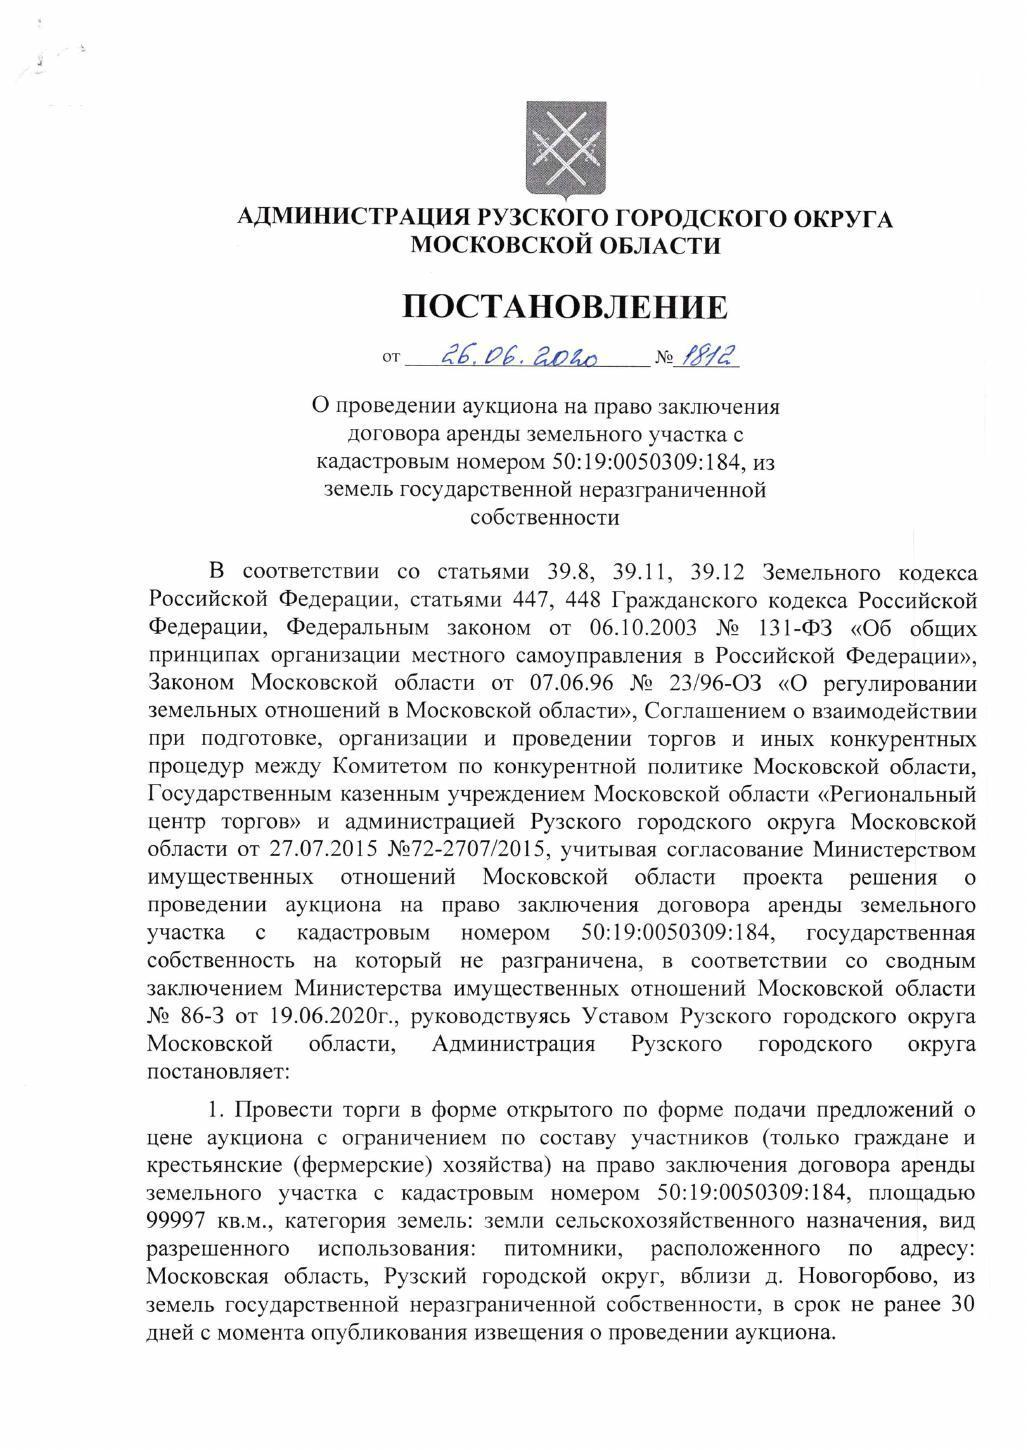 АДМИНИСТРАЦИЯ РУЗСКОГО ГОРОДСКОГО ОКРУГА
МОСКОВСКОЙ ОБЛАСТИ
ПОСТАНОВЛЕНИЕ
от 26.06.2020 № 1812
О проведении аукциона на право заключения
договора аренды земельного участка с
кадастровым номером 50:19:0050309:184, из
земель государственной неразграниченной
собственности
В соответствии со статьями 39.8, 39.11, 39.12 Земельного кодекса
Российской Федерации, статьями 447, 448 Гражданского кодекса Российской
Федерации, Федеральным законом от 06.10.2003 № 131-ФЗ «Об общих
принципах организации местного самоуправления в Российской Федерации»,
Законом Московской области от 07.06.96 № 23/96-ОЗ «О регулировании
земельных отношений в Московской области», Соглашением о взаимодействии
при подготовке, организации и проведении торгов и иных конкурентных
процедур между Комитетом по конкурентной политике Московской области,
Государственным казенным учреждением Московской области «Региональный
центр торгов» и администрацией Рузского городского округа Московской
области от 27.07.2015 №72-2707/2015, учитывая согласование Министерством
имущественных отношений Московской области проекта решения о
проведении аукциона на право заключения договора аренды земельного
участка с кадастровым номером 50:19:0050309:184, государственная
собственность на который не разграничена, в соответствии со сводным
заключением Министерства имущественных отношений Московской области
№ 86-З от 19.06.2020г., руководствуясь Уставом Рузского городского округа
Московской области, Администрация Рузского городского округа
постановляет:
1. Провести торги в форме открытого по форме подачи предложений о
цене аукциона с ограничением по составу участников (только граждане и
крестьянские (фермерские) хозяйства) на право заключения договора аренды
земельного участка с кадастровым номером 50:19:0050309:184, площадью
99997 кв.м., категория земель: земли сельскохозяйственного назначения, вид
разрешенного использования: питомники, расположенного по адресу:
Московская область, Рузский городской округ, вблизи д. Новогорбово, из
земель государственной неразграниченной собственности, в срок не ранее 30
дней с момента опубликования извещения о проведении аукциона.